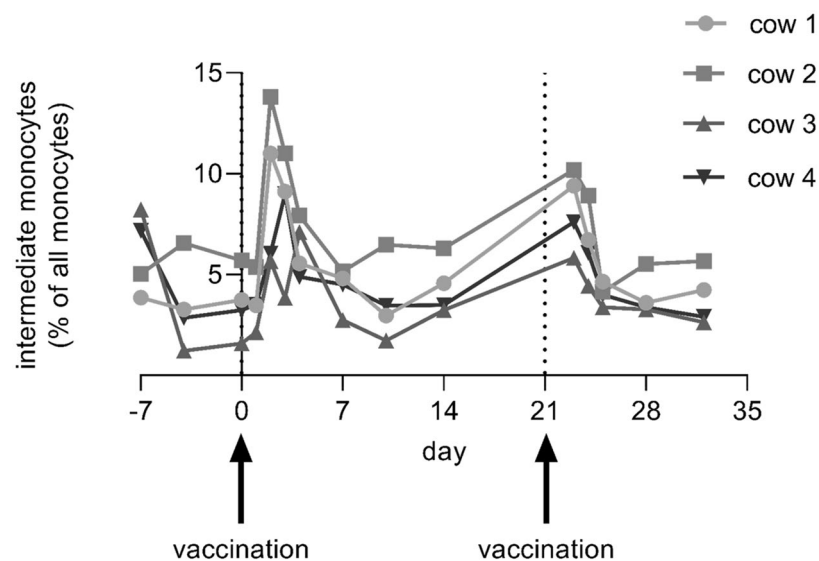 cow 1
cow 2
cow 3
cow 4
intermediate monocytes
(% of all monocytes)
15
10
5
-7 0 7 14 21 28 35
day
vaccination vaccination